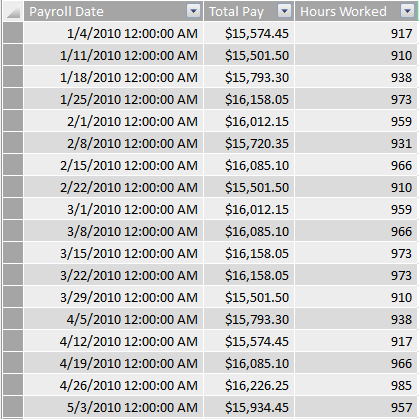 Payroll Date Total Pay Hours Worked
1/4/2010 12:00:00 AM $15,574.45 917
1/11/2010 12:00:00 AM $15,501.50 910
1/18/2010 12:00:00 AM $15,793.30 938
1/25/2010 12:00:00 AM $16,158.05 973
2/1/2010 12:00:00 AM $16,012.15 959
2/8/2010 12:00:00 AM $15,720.35 931
2/15/2010 12:00:00 AM $16,085.10 966
2/22/2010 12:00:00 AM $15,501.50 910
3/1/2010 12:00:00 AM $16,012.15 959
3/8/2010 12:00:00 AM $16,085.10 966
3/15/2010 12:00:00 AM $16,158.05 973
3/22/2010 12:00:00 AM $16,158.05 973
3/29/2010 12:00:00 AM $15,501.50 910
4/5/2010 12:00:00 AM $15,793.30 938
4/12/2010 12:00:00 AM $15,574.45 917
4/19/2010 12:00:00 AM $16,085.10 966
4/26/2010 12:00:00 AM $16,226.25 985
5/3/2010 12:00:00 AM $15,934.45 957